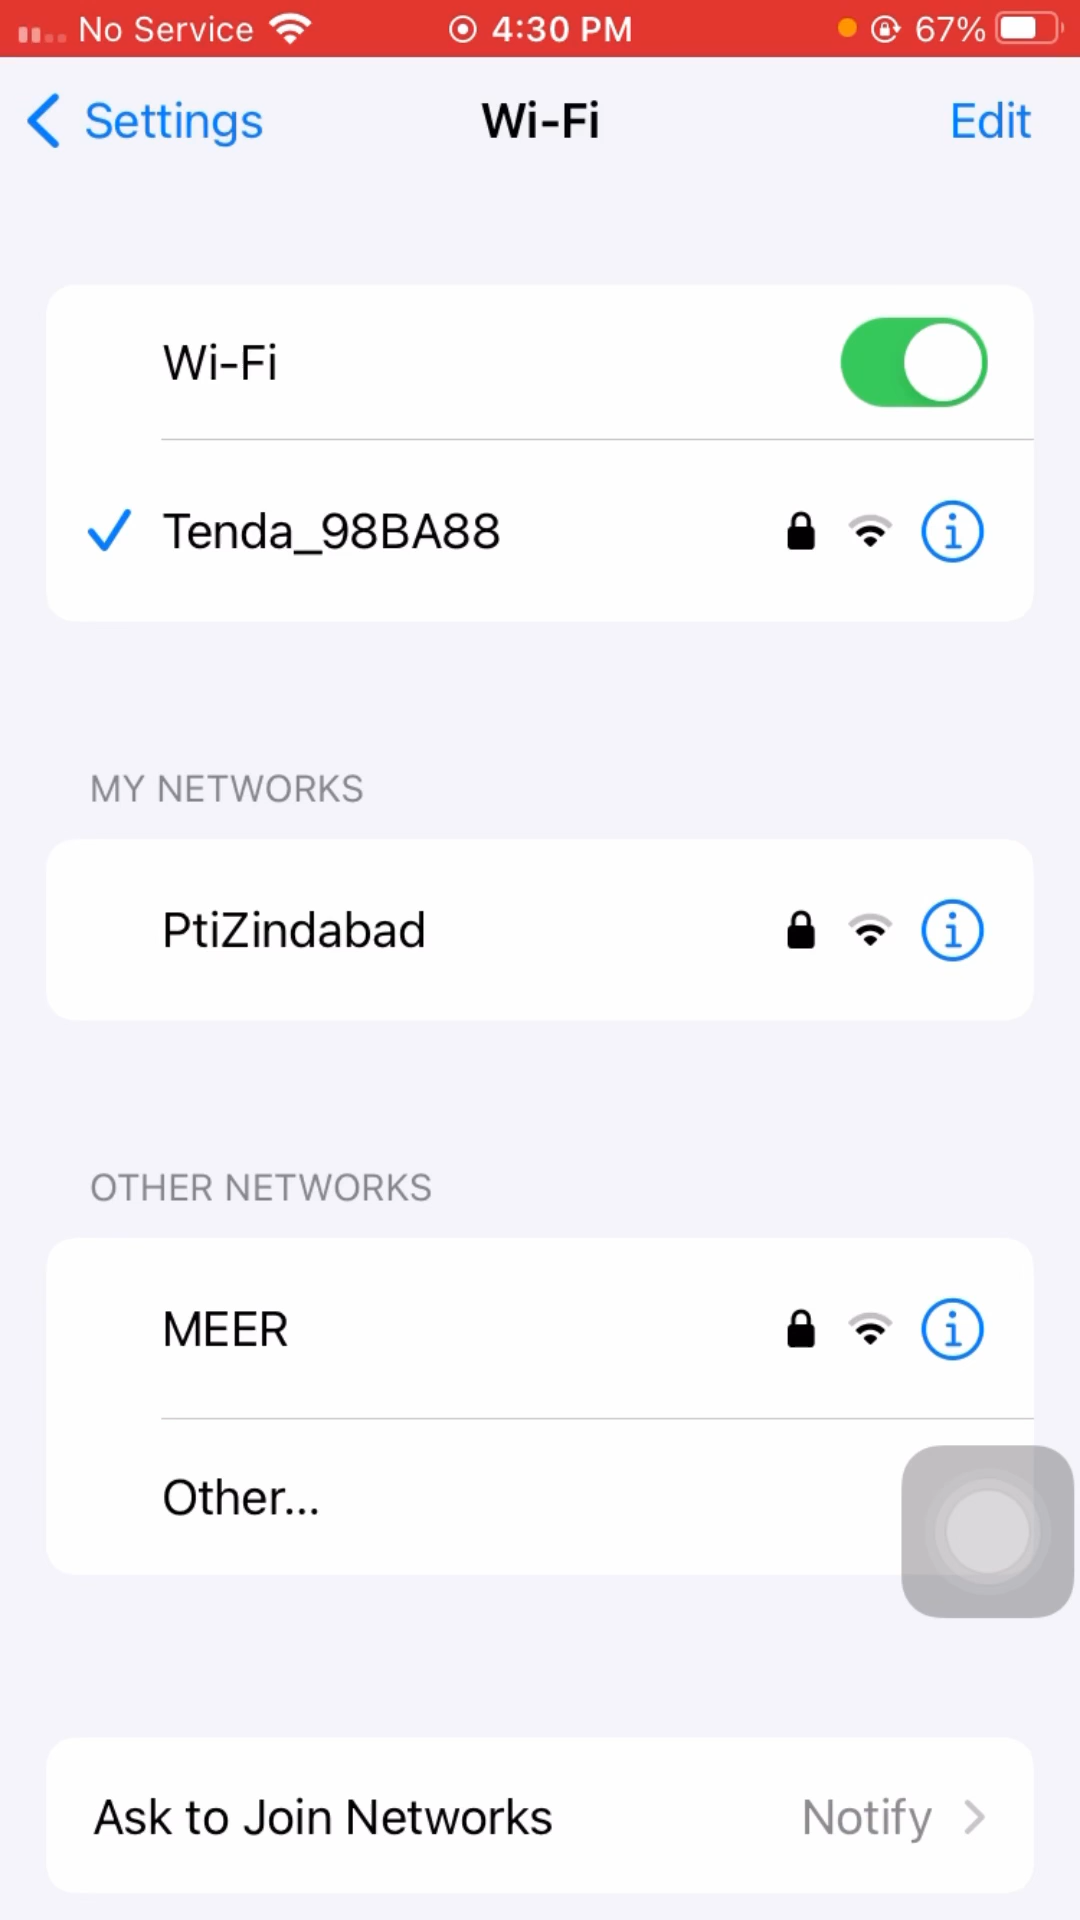 No Service 4:30 PM 67%
Settings Wi-Fi Edit
Wi-Fi
Tenda_98BA88
MY NETWORKS
PtiZindabad
OTHER NETWORKS
MEER
Other...
Ask to Join Networks Notify